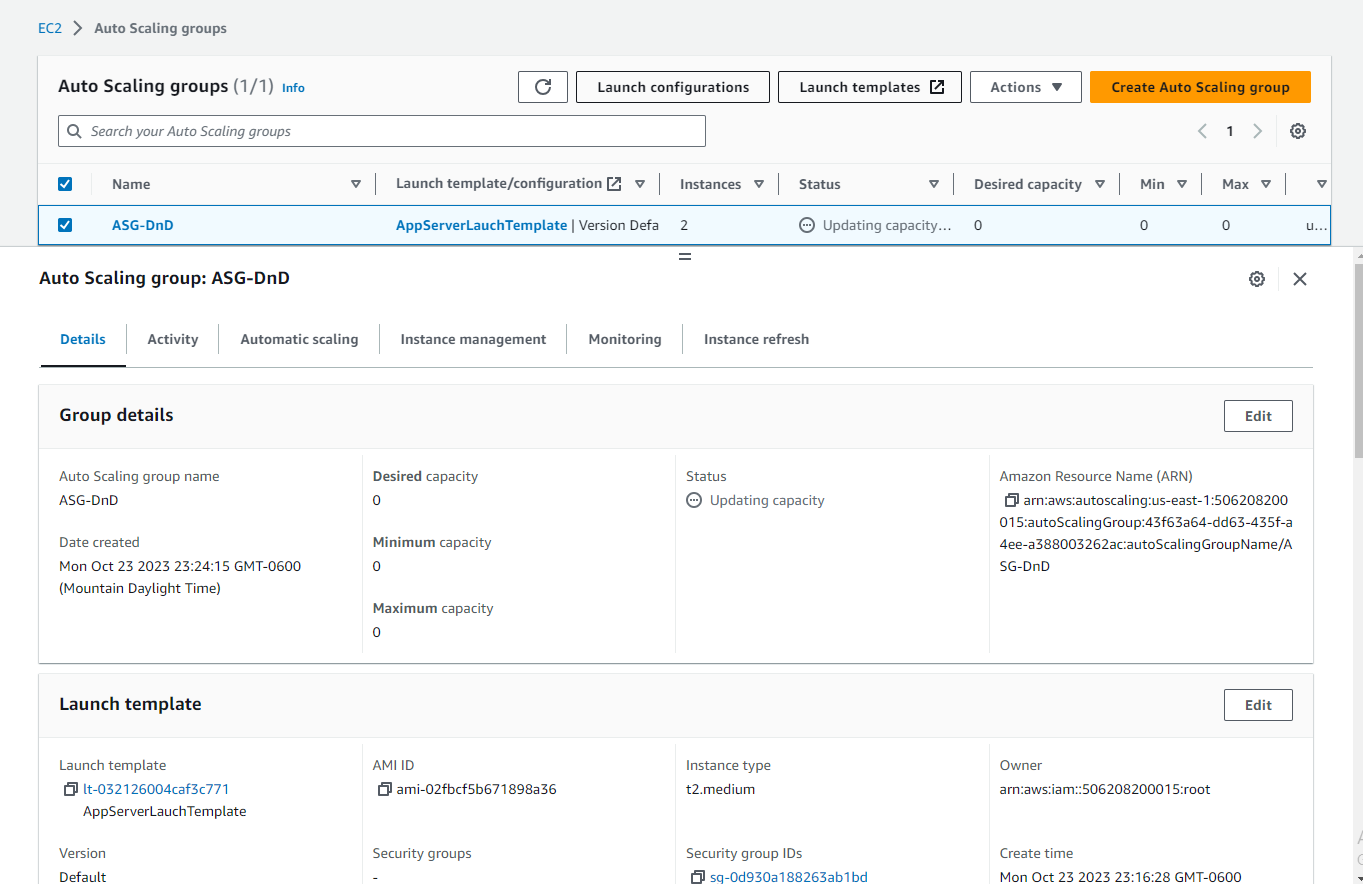 EC2 > Auto Scaling groups
Auto Scaling groups (1/1) Info
Launch configurations
Launch templates
Actions
Create Auto Scaling group
Search your Auto Scaling groups
1
Name Launch template/configuration Instances Status Desired capacity Min Max
ASG-DnD AppServerLauchTemplate | Version Defa 2 Updating capacity... 0 0 0 u...
Auto Scaling group: ASG-DnD
Details Activity Automatic scaling Instance management Monitoring Instance refresh
Group details
Edit
Auto Scaling group name
ASG-DnD
Date created
Mon Oct 23 2023 23:24:15 GMT-0600
(Mountain Daylight Time)
Desired capacity
0
Minimum capacity
0
Maximum capacity
0
Status
Updating capacity
Amazon Resource Name (ARN)
arn:aws:autoscaling:us-east-1:506208200
015:autoScalingGroup:43f63a64-dd63-435f-a
4ee-a388003262ac:autoScalingGroupName/A
SG-DnD
Launch template
Edit
Launch template
lt-032126004caf3c771
AppServerLauchTemplate
AMI ID
ami-02fbcf5b671898a36
Instance type
t2.medium
Owner
arn:aws:iam::506208200015:root
Version
Default
Security groups
-
Security group IDs
sg-0d930a188263ab1bd
Create time
Mon Oct 23 2023 23:16:28 GMT-0600